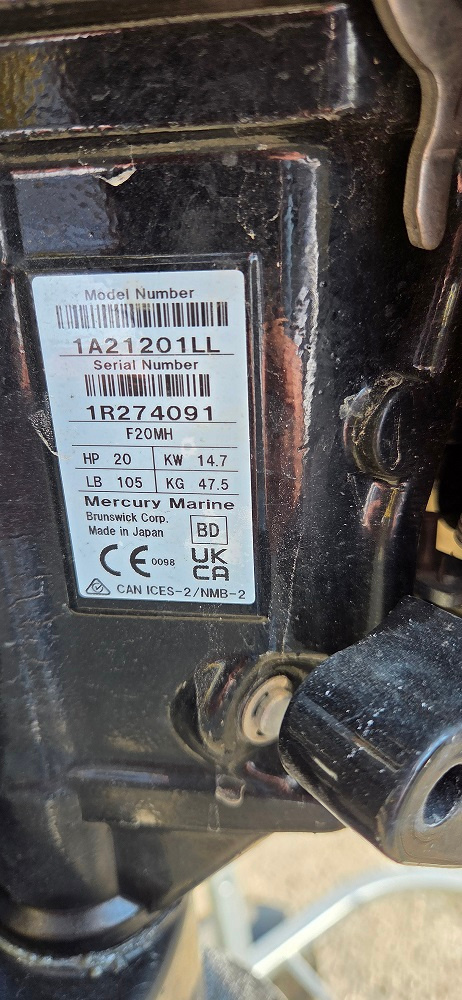 Model Number
1A21201LL
Serial Number
1R274091
F20MH
HP 20 KW 14.7
LB 105 KG 47.5
Mercury Marine
Brunswick Corp.
Made in Japan BD
CE 0098 UK
CA
CAN ICES-2/NMB-2